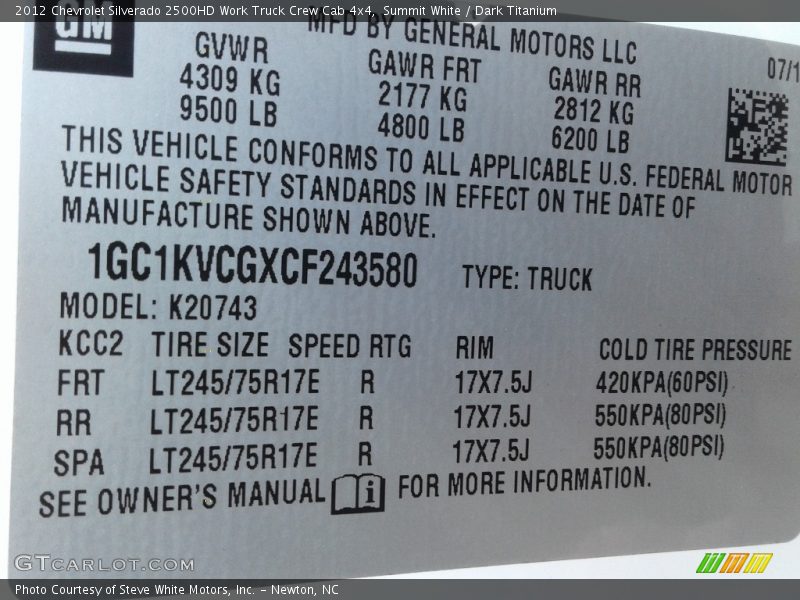 2012 Chevrolet Silverado 2500HD Work Truck Crew Cab 4x4, Summit White / Dark Titanium
GM
MFD BY GENERAL MOTORS LLC
GVWR GAWR FRT GAWR RR 07/1
4309 KG 2177 KG 2812 KG
9500 LB 4800 LB 6200 LB
THIS VEHICLE CONFORMS TO ALL APPLICABLE U.S. FEDERAL MOTOR
VEHICLE SAFETY STANDARDS IN EFFECT ON THE DATE OF
MANUFACTURE SHOWN ABOVE.
1GC1KVCGXCF243580 TYPE: TRUCK
MODEL: K20743
KCC2 TIRE SIZE SPEED RTG RIM COLD TIRE PRESSURE
FRT LT245/75R17E R 17X7.5J 420KPA(60PSI)
RR LT245/75R17E R 17X7.5J 550KPA(80PSI)
SPA LT245/75R17E R 17X7.5J 550KPA(80PSI)
SEE OWNER'S MANUAL i FOR MORE INFORMATION.
GTCARLOT.COM
Photo Courtesy of Steve White Motors, Inc. – Newton, NC